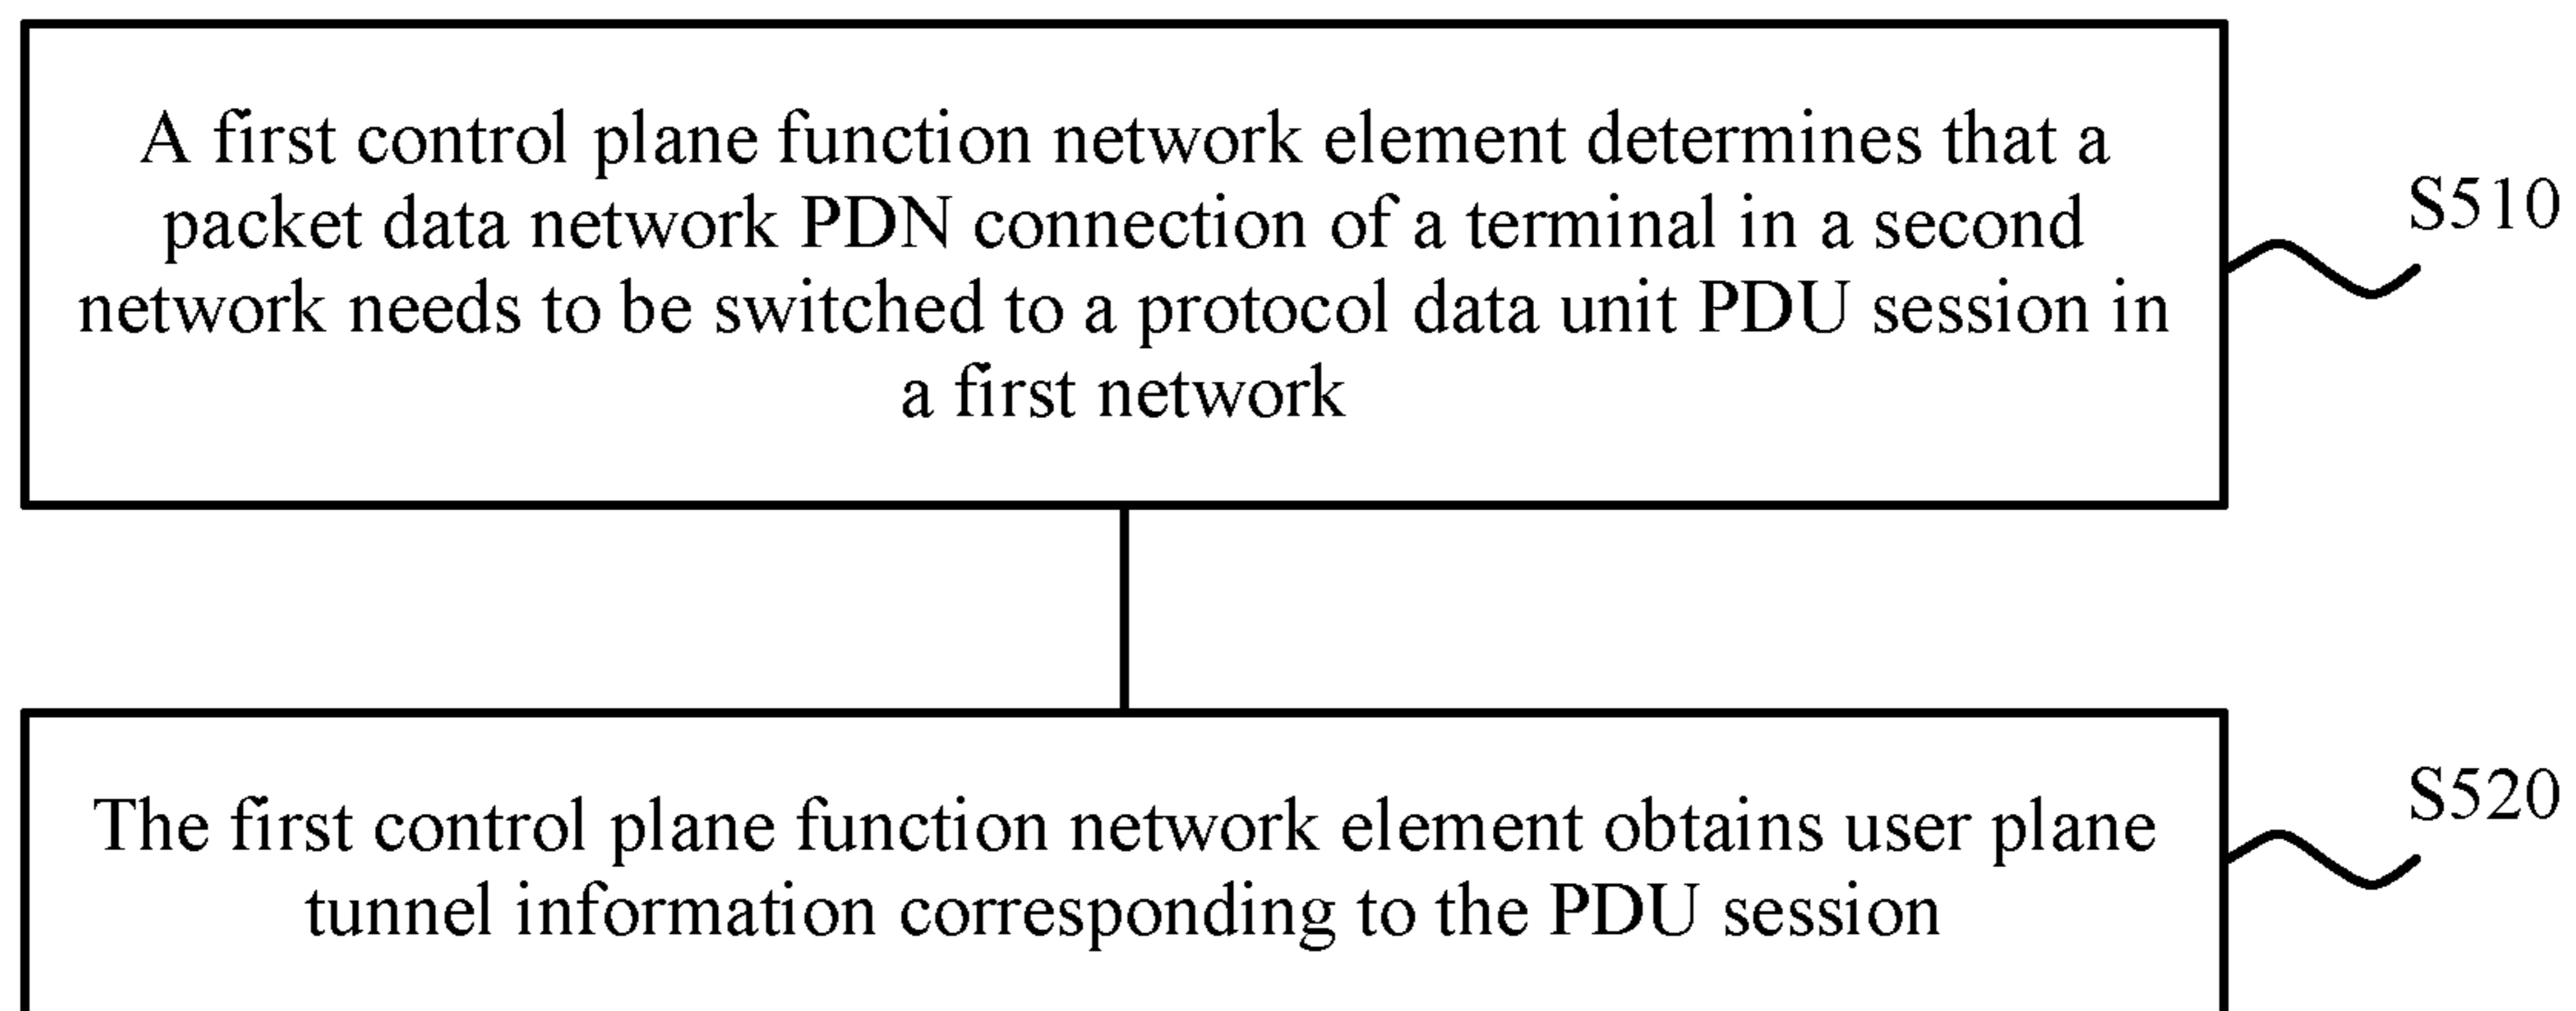 A first control plane function network element determines that a
packet data network PDN connection of a terminal in a second
network needs to be switched to a protocol data unit PDU session in
a first network
S510
The first control plane function network element obtains user plane
tunnel information corresponding to the PDU session
S520